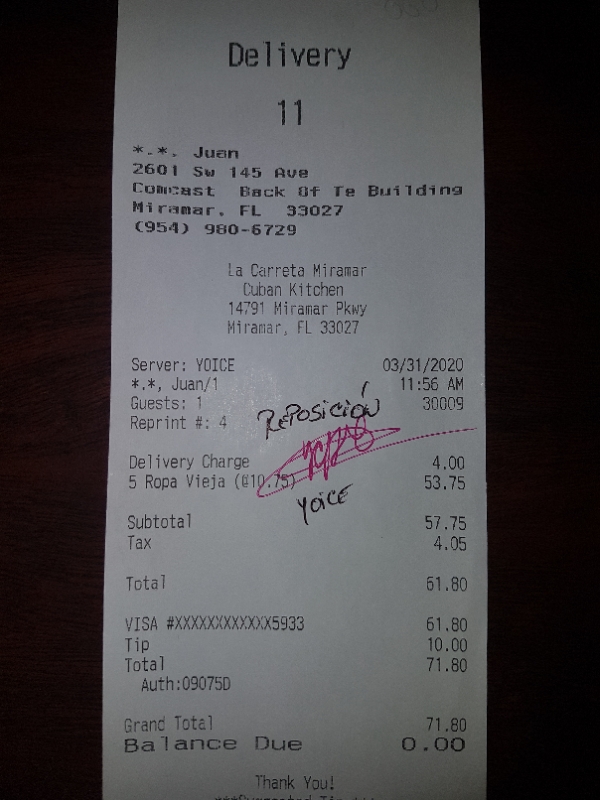 Delivery
11
*.*, Juan
2601 Sw 145 Ave
Comcast Back Of Te Building
Miramar, FL 33027
(954) 980-6729
La Carreta Miramar
Cuban Kitchen
14791 Miramar Pkwy
Miramar, FL 33027
Server: YOICE 03/31/2020
*.*, Juan/1 11:56 AM
Guests: 1 30009
Reprint #: 4
REPOSICIÓN
Delivery Charge 4.00
5 Ropa Vieja (@10.75) 53.75
YOICE
Subtotal 57.75
Tax 4.05
Total 61.80
VISA #XXXXXXXXXXXX5933 61.80
Tip 10.00
Total 71.80
Auth:09075D
Grand Total 71.80
Balance Due 0.00
Thank You!